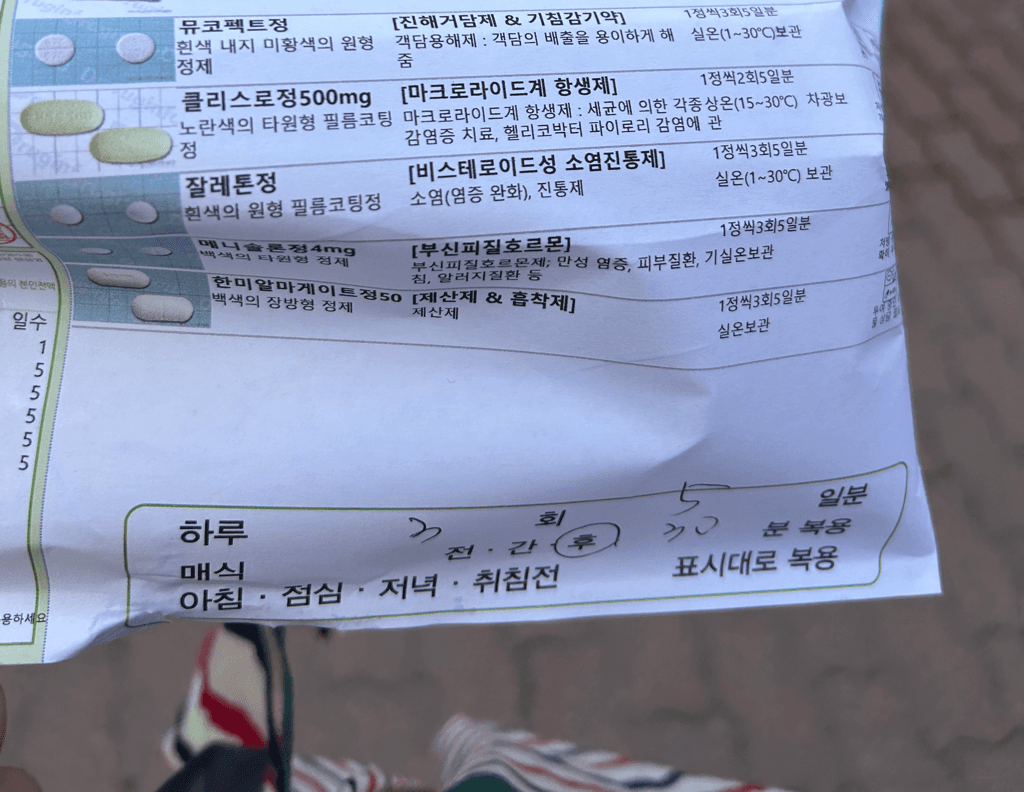 뮤코펙트정 [진해거담제 & 기침감기약] 1정씩3회5일분
흰색 내지 미황색의 원형 정제
객담용해제 : 객담의 배출을 용이하게 해줌
실온(1~30℃)보관
클리스로정500mg [마크로라이드계 항생제] 1정씩2회5일분
노란색의 타원형 필름코팅정
마크로라이드계 항생제 : 세균에 의한 각종
감염증 치료, 헬리코박터 파이로리 감염에 관
상온(15~30℃) 차광보
잘레톤정 [비스테로이드성 소염진통제] 1정씩3회5일분
흰색의 원형 필름코팅정 소염(염증 완화), 진통제 실온(1~30℃) 보관
메니슬론정4mg [부신피질호르몬] 1정씩3회5일분
백색의 타원형 정제
부신피질호르몬제; 만성 염증, 피부질환, 기
침, 알러지질환 등
실온보관
한미알마게이트정50 [제산제 & 흡착제] 1정씩3회5일분
백색의 장방형 정제 제산제 실온보관
일수
1
5
5
5
5
5
용하세요
하루 3 회 5 일분
매식 전 · 간 · 후 30 분 복용
아침 · 점심 · 저녁 · 취침전 표시대로 복용